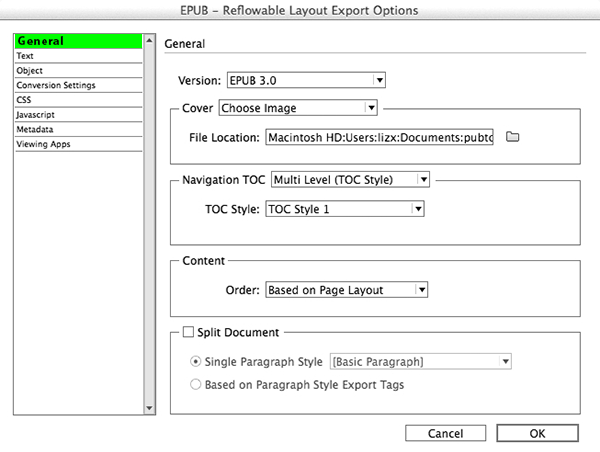 EPUB – Reflowable Layout Export Options
General
Text
Object
Conversion Settings
CSS
Javascript
Metadata
Viewing Apps
General
Version: EPUB 3.0
Cover Choose Image
File Location: Macintosh HD:Users:lizx:Documents:pubto
Navigation TOC Multi Level (TOC Style)
TOC Style: TOC Style 1
Content
Order: Based on Page Layout
Split Document
Single Paragraph Style [Basic Paragraph]
Based on Paragraph Style Export Tags
Cancel OK